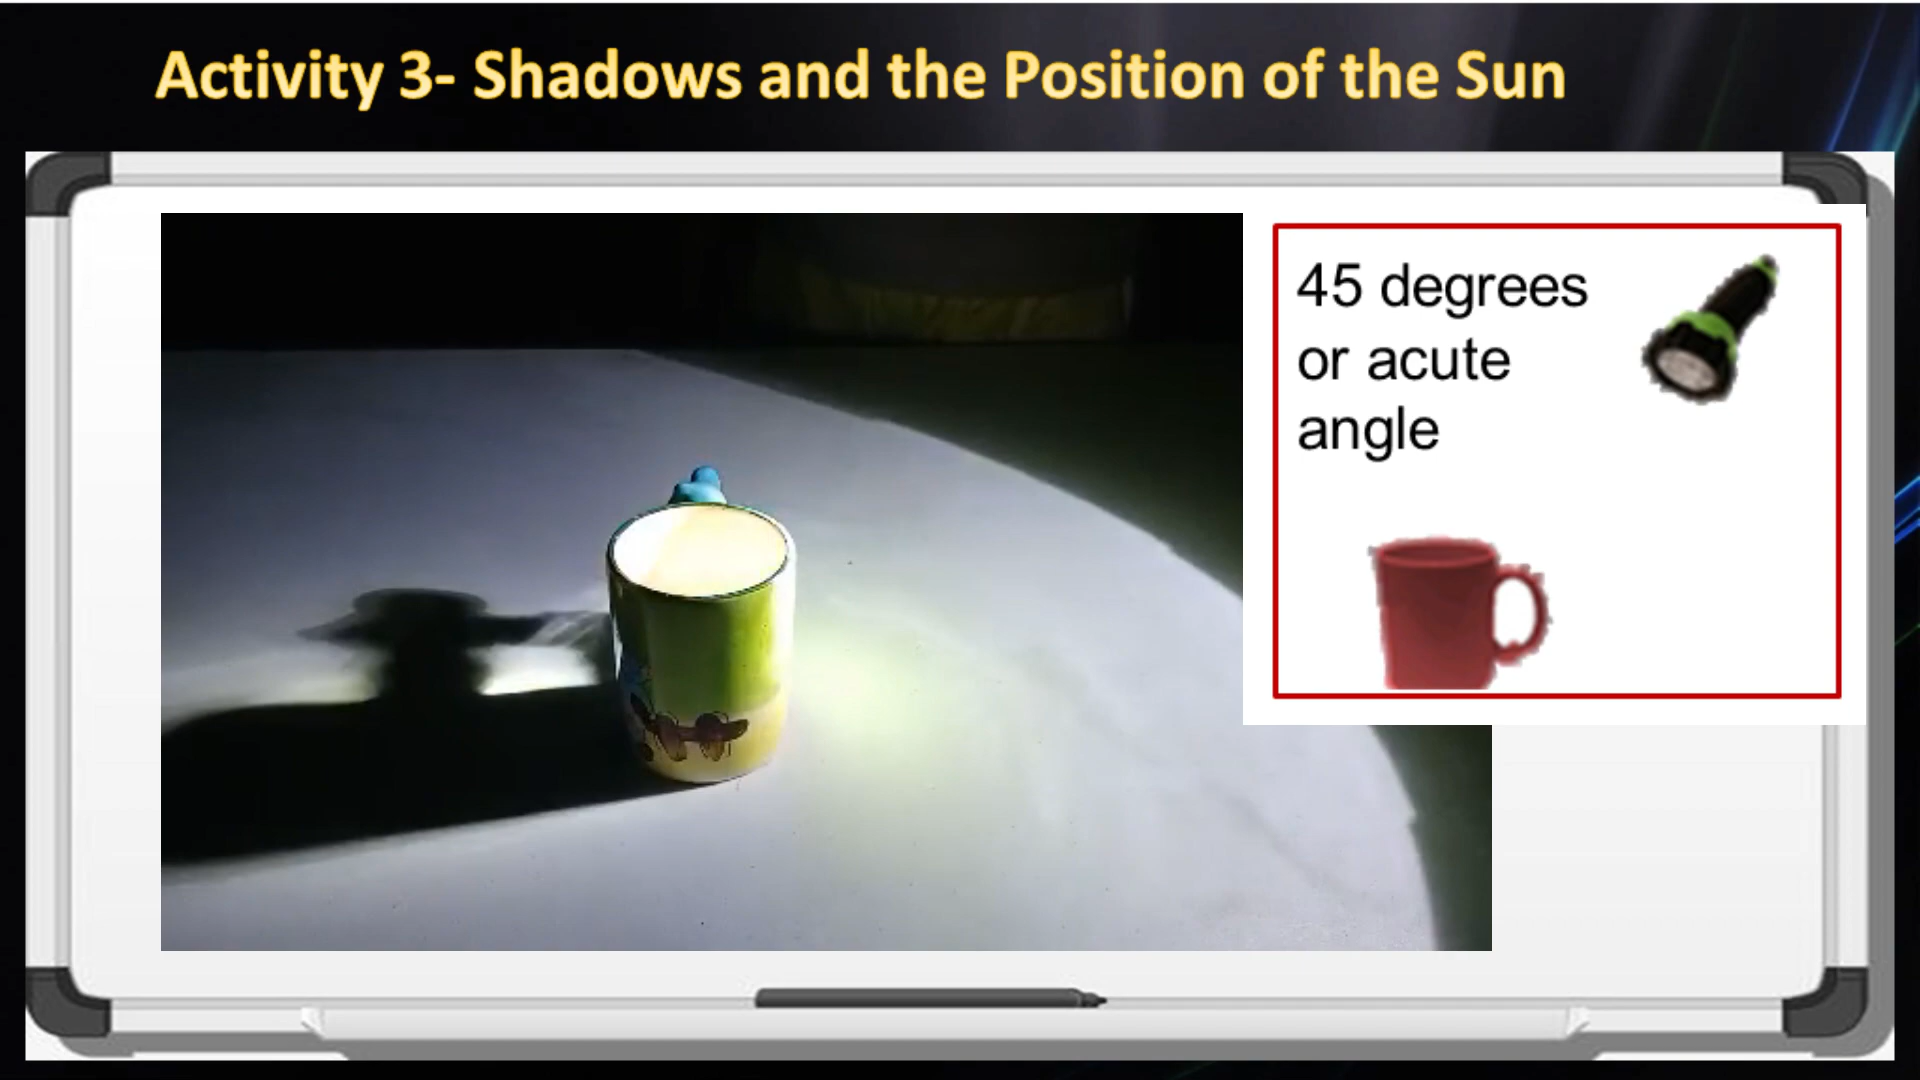 Activity 3- Shadows and the Position of the Sun
45 degrees
or acute
angle